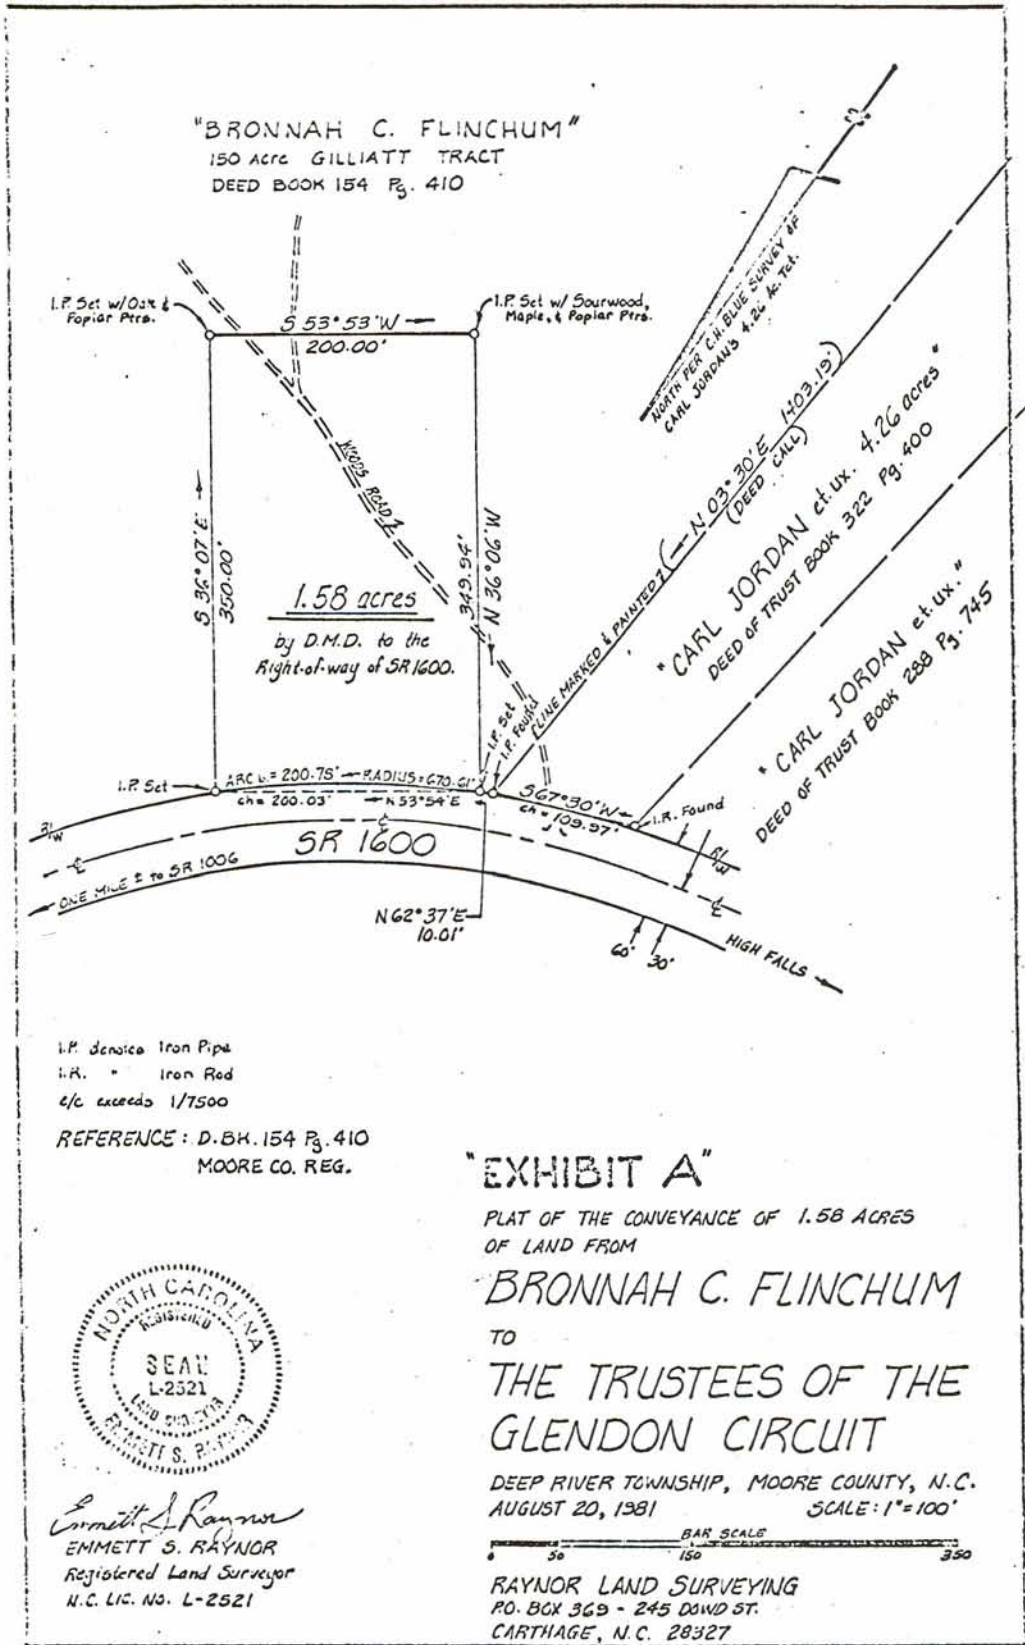 "BRONNAH C. FLINCHUM"
150 Acre GILLIATT TRACT
DEED BOOK 154 Pg. 410
I.P. Set w/Oak &
Poplar Ptrs.
S 53° 53' W
200.00'
I.P. Set w/ Sourwood,
Maple, & Poplar Ptrs.
NORTH PER C.H. BLUE SURVEY OF
CARL JORDAN'S 4.26 Ac. Tct.
WOODS ROAD
S 36° 07' E
350.00'
349.94'
N 36° 06' W
1.58 acres
by D.M.D. to the
Right-of-way of SR 1600.
LINE MARKED & PAINTED
N 03° 30' E 1403.19'
(DEED CALL)
"CARL JORDAN et. ux. 4.26 acres"
DEED OF TRUST BOOK 322 Pg. 400
"CARL JORDAN et. ux."
DEED OF TRUST BOOK 288 Pg. 745
I.P. Set
I.P. Found
I.P. Set
ARC L = 200.78' RADIUS = 670.61'
ch = 200.03' N 53° 54' E
S 67° 30' W
ch = 109.97'
I.R. Found
R/W
R/W
SR 1600
ONE MILE ± to SR 1006
N 62° 37' E
10.01'
60'
30'
HIGH FALLS
I.P. denotes Iron Pipe
I.R. " Iron Rod
e/c exceeds 1/7500
REFERENCE: D.BK. 154 Pg. 410
MOORE CO. REG.
"EXHIBIT A"
PLAT OF THE CONVEYANCE OF 1.58 ACRES
OF LAND FROM
BRONNAH C. FLINCHUM
TO
THE TRUSTEES OF THE
GLENDON CIRCUIT
DEEP RIVER TOWNSHIP, MOORE COUNTY, N.C.
AUGUST 20, 1981 SCALE: 1"=100'
BAR SCALE
0 50 150 350
RAYNOR LAND SURVEYING
P.O. BOX 369 - 245 DOWD ST.
CARTHAGE, N.C. 28327
NORTH CAROLINA
REGISTERED
SEAL
L-2521
LAND SURVEYOR
EMMETT S. RAYNOR
Emmett S. Raynor
EMMETT S. RAYNOR
Registered Land Surveyor
N.C. LIC. NO. L-2521